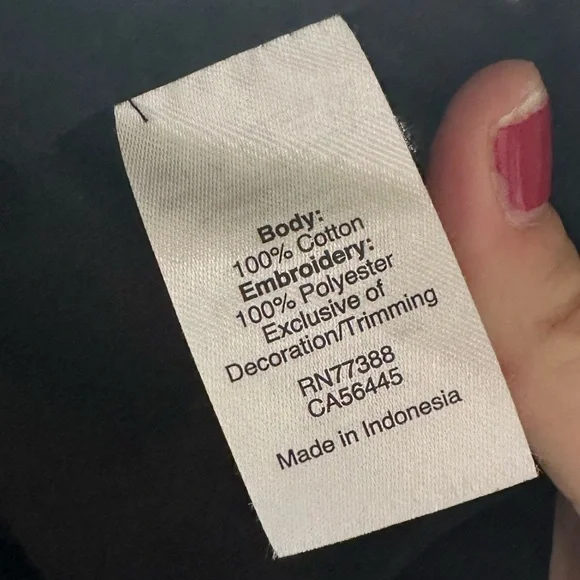 Body:
100% Cotton
Embroidery:
100% Polyester
Exclusive of
Decoration/Trimming
RN77388
CA56445
Made in Indonesia